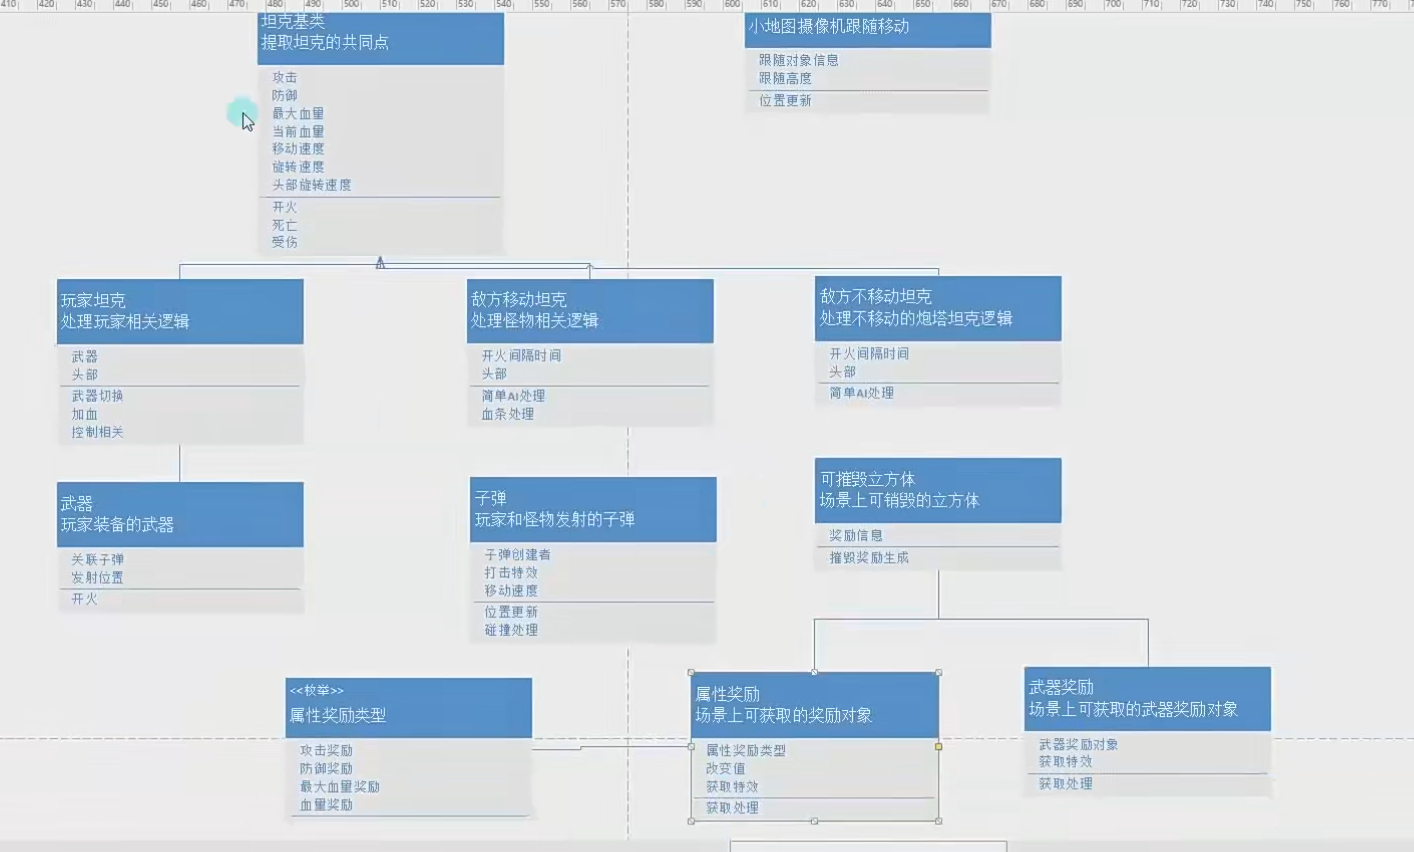 410 420 430 440 450 460 470 480 490 500 510 520 530 540 550 560 570 580 590 600 610 620 630 640 650 660 670 680 690 700 710 720 730 740 750 760 770
坦克基类
提取坦克的共同点
攻击
防御
最大血量
当前血量
移动速度
旋转速度
头部旋转速度
开火
死亡
受伤
小地图摄像机跟随移动
跟随对象信息
跟随高度
位置更新
玩家坦克
处理玩家相关逻辑
武器
头部
武器切换
加血
控制相关
敌方移动坦克
处理怪物相关逻辑
开火间隔时间
头部
简单AI处理
血条处理
敌方不移动坦克
处理不移动的炮塔坦克逻辑
开火间隔时间
头部
简单AI处理
武器
玩家装备的武器
关联子弹
发射位置
开火
子弹
玩家和怪物发射的子弹
子弹创建者
打击特效
移动速度
位置更新
碰撞处理
可摧毁立方体
场景上可销毁的立方体
奖励信息
摧毁奖励生成
<<枚举>>
属性奖励类型
攻击奖励
防御奖励
最大血量奖励
血量奖励
属性奖励
场景上可获取的奖励对象
属性奖励类型
改变值
获取特效
获取处理
武器奖励
场景上可获取的武器奖励对象
武器奖励对象
获取特效
获取处理